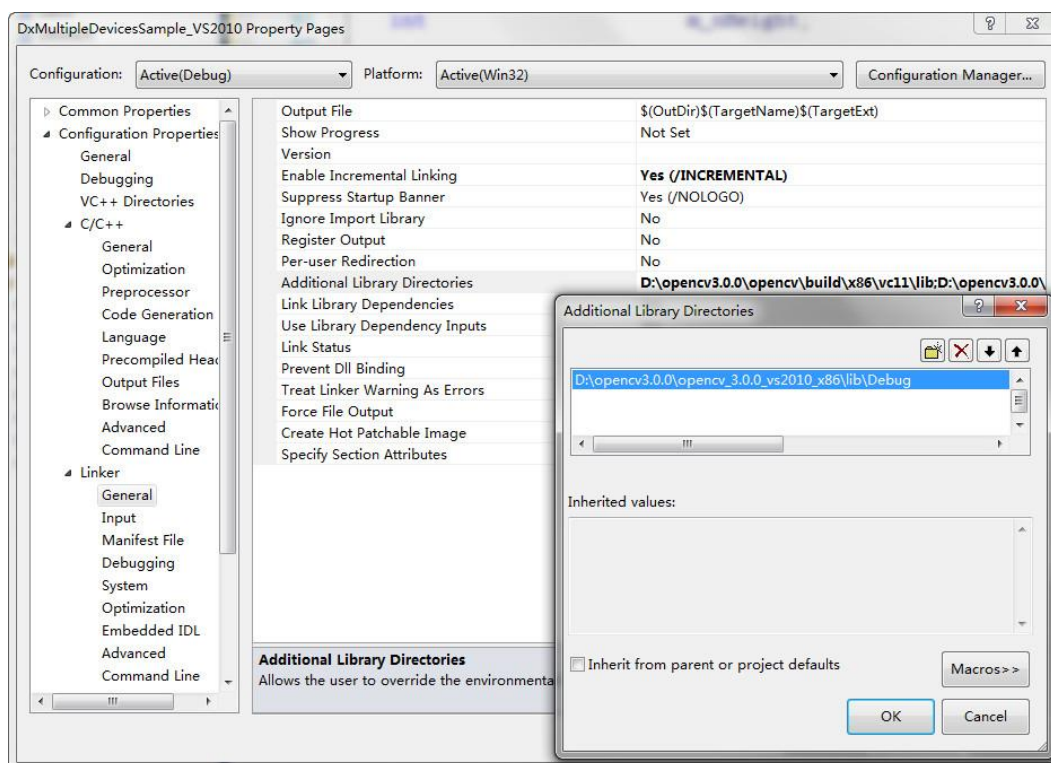 DxMultipleDevicesSample_VS2010 Property Pages
Configuration: Active(Debug) Platform: Active(Win32) Configuration Manager...
Common Properties
Configuration Properties
General
Debugging
VC++ Directories
C/C++
General
Optimization
Preprocessor
Code Generation
Language
Precompiled Head
Output Files
Browse Informatio
Advanced
Command Line
Linker
General
Input
Manifest File
Debugging
System
Optimization
Embedded IDL
Advanced
Command Line
Output File $(OutDir)$(TargetName)$(TargetExt)
Show Progress Not Set
Version
Enable Incremental Linking Yes (/INCREMENTAL)
Suppress Startup Banner Yes (/NOLOGO)
Ignore Import Library No
Register Output No
Per-user Redirection No
Additional Library Directories D:\opencv3.0.0\opencv\build\x86\vc11\lib;D:\opencv3.0.0\
Link Library Dependencies
Use Library Dependency Inputs
Link Status
Prevent Dll Binding
Treat Linker Warning As Errors
Force File Output
Create Hot Patchable Image
Specify Section Attributes
Additional Library Directories
Allows the user to override the environmenta
Additional Library Directories
D:\opencv3.0.0\opencv_3.0.0_vs2010_x86\lib\Debug
Inherited values:
Inherit from parent or project defaults
Macros>>
OK Cancel